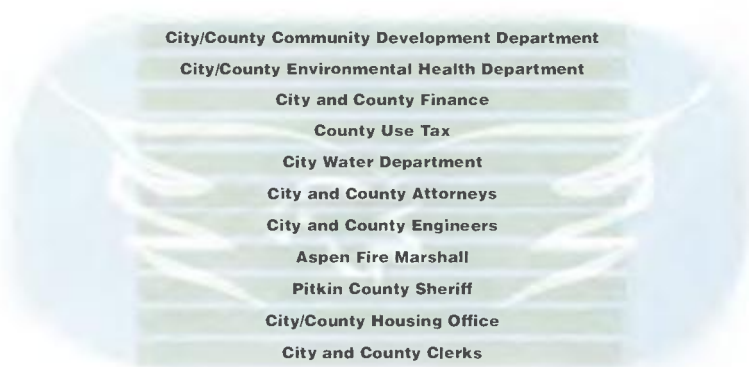 City/County Community Development Department
City/County Environmental Health Department
City and County Finance
County Use Tax
City Water Department
City and County Attorneys
City and County Engineers
Aspen Fire Marshall
Pitkin County Sheriff
City/County Housing Office
City and County Clerks